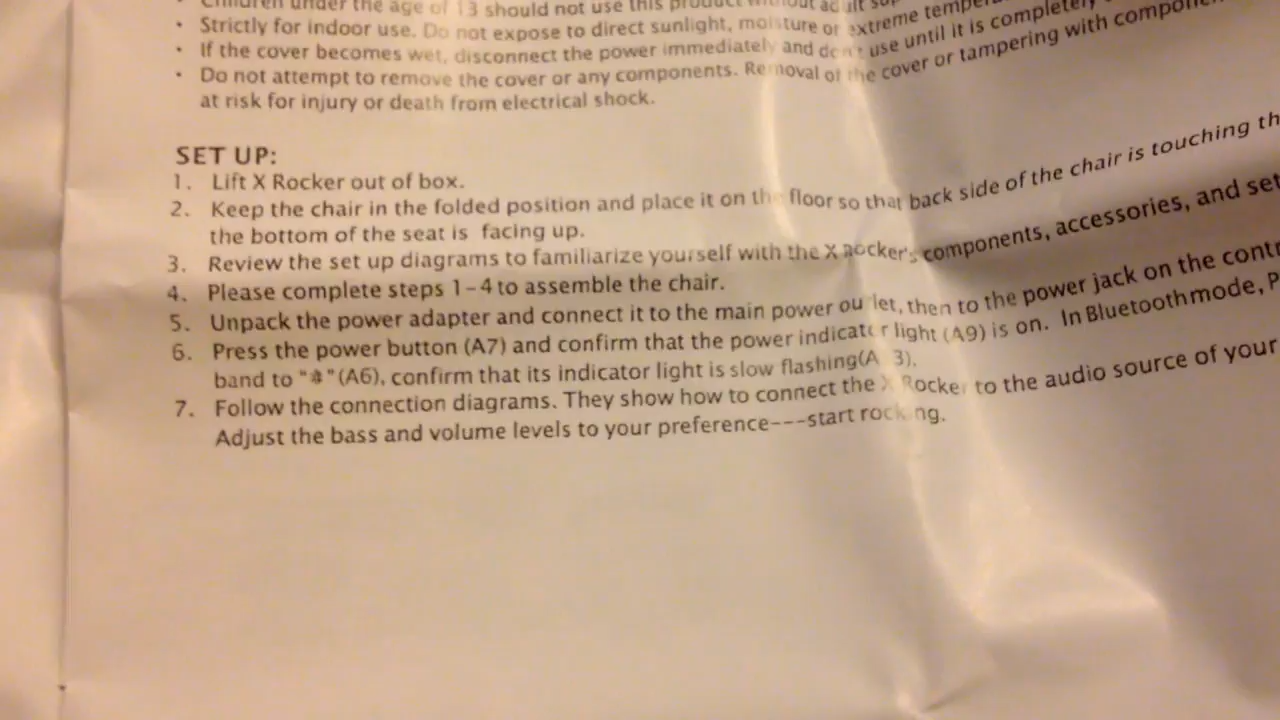 • Children under the age of 13 should not use this product without adult
• Strictly for indoor use. Do not expose to direct sunlight, moisture or extreme
• If the cover becomes wet, disconnect the power immediately and don't use until it is completely
• Do not attempt to remove the cover or any components. Removal of the cover or tampering with
at risk for injury or death from electrical shock.
SET UP:
1. Lift X Rocker out of box.
2. Keep the chair in the folded position and place it on the floor so that back side of the chair is touching
the bottom of the seat is facing up.
3. Review the set up diagrams to familiarize yourself with the X Rocker's components, accessories, and set
4. Please complete steps 1-4 to assemble the chair.
5. Unpack the power adapter and connect it to the main power outlet, then to the power jack on the
6. Press the power button (A7) and confirm that the power indicator light (A9) is on. In Bluetoothmode,
band to " " (A6), confirm that its indicator light is slow flashing(A 3).
7. Follow the connection diagrams. They show how to connect the X Rocker to the audio source of your
Adjust the bass and volume levels to your preference---start rocking.